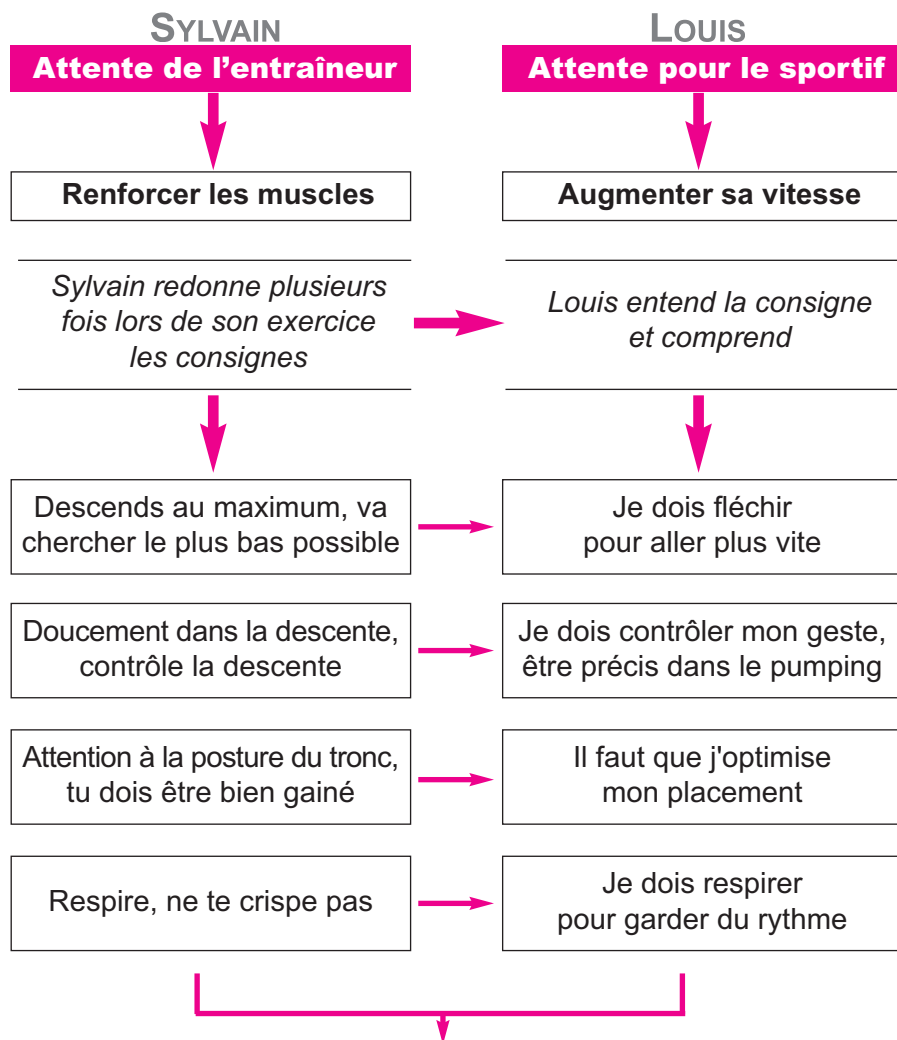 SYLVAIN
Attente de l'entraîneur
Renforcer les muscles
Sylvain redonne plusieurs
fois lors de son exercice
les consignes
Descends au maximum, va
chercher le plus bas possible
Doucement dans la descente,
contrôle la descente
Attention à la posture du tronc,
tu dois être bien gainé
Respire, ne te crispe pas
LOUIS
Attente pour le sportif
Augmenter sa vitesse
Louis entend la consigne
et comprend
Je dois fléchir
pour aller plus vite
Je dois contrôler mon geste,
être précis dans le pumping
Il faut que j'optimise
mon placement
Je dois respirer
pour garder du rythme